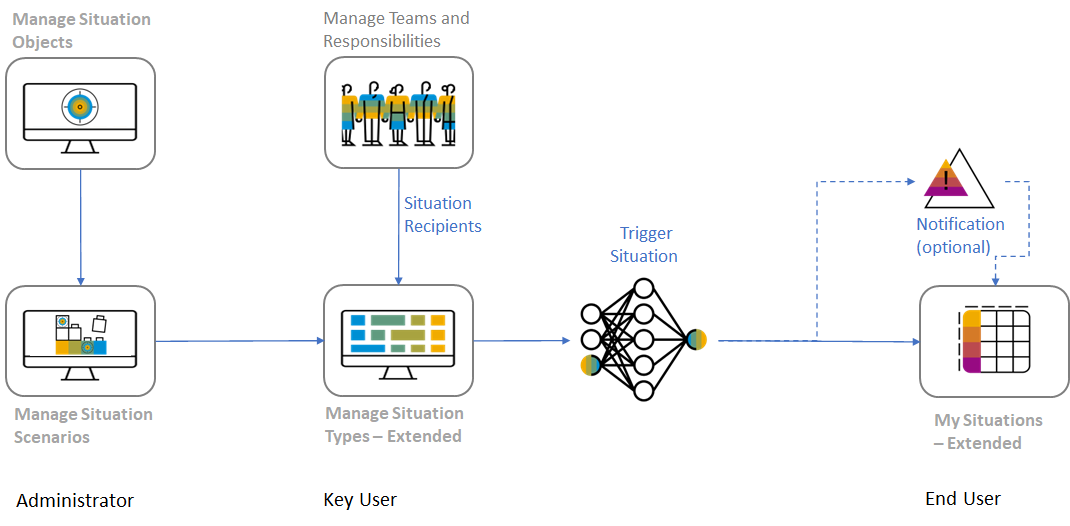 Manage Situation
Objects
Manage Teams and
Responsibilities
Situation
Recipients
Trigger
Situation
!
Notification
(optional)
Manage Situation
Scenarios
Manage Situation
Types – Extended
My Situations
– Extended
Administrator
Key User
End User